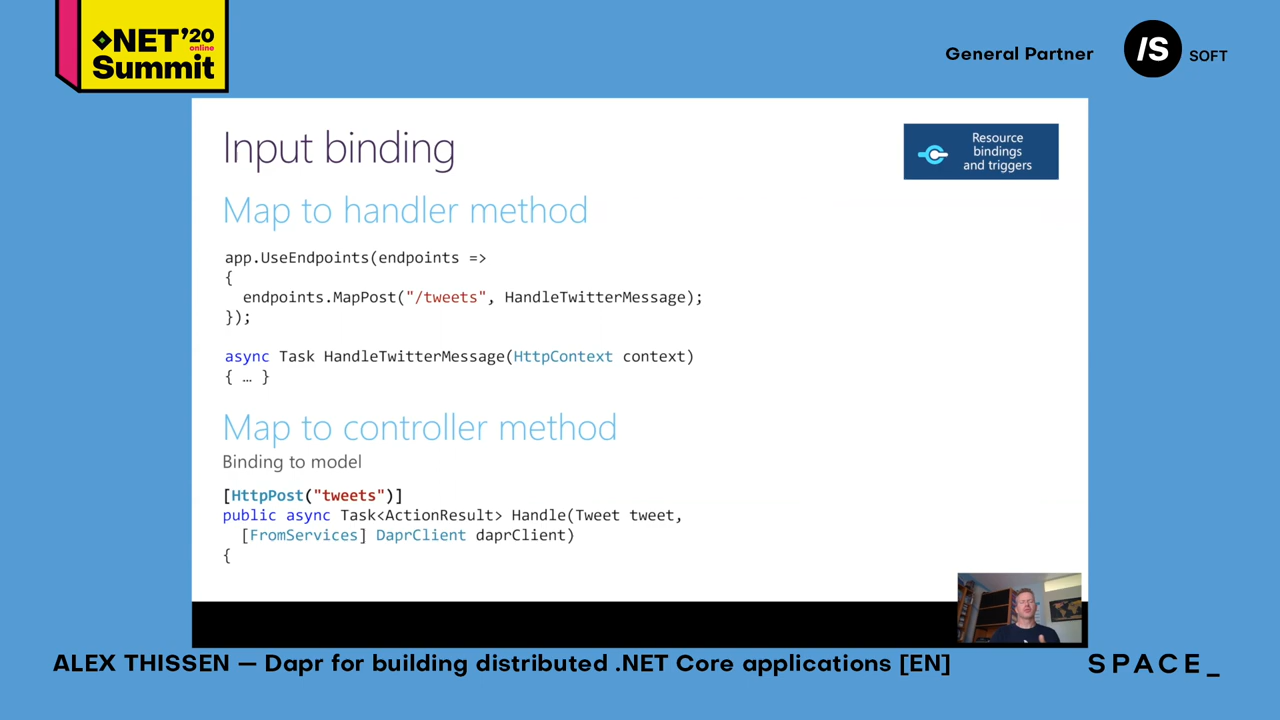 .NET'20
online
Summit
General Partner
/S SOFT
Input binding
Resource
bindings
and triggers
Map to handler method
app.UseEndpoints(endpoints =>
{
endpoints.MapPost("/tweets", HandleTwitterMessage);
});
async Task HandleTwitterMessage(HttpContext context)
{ … }
Map to controller method
Binding to model
[HttpPost("tweets")]
public async Task<ActionResult> Handle(Tweet tweet,
[FromServices] DaprClient daprClient)
{
ALEX THISSEN — Dapr for building distributed .NET Core applications [EN]
SPACE_